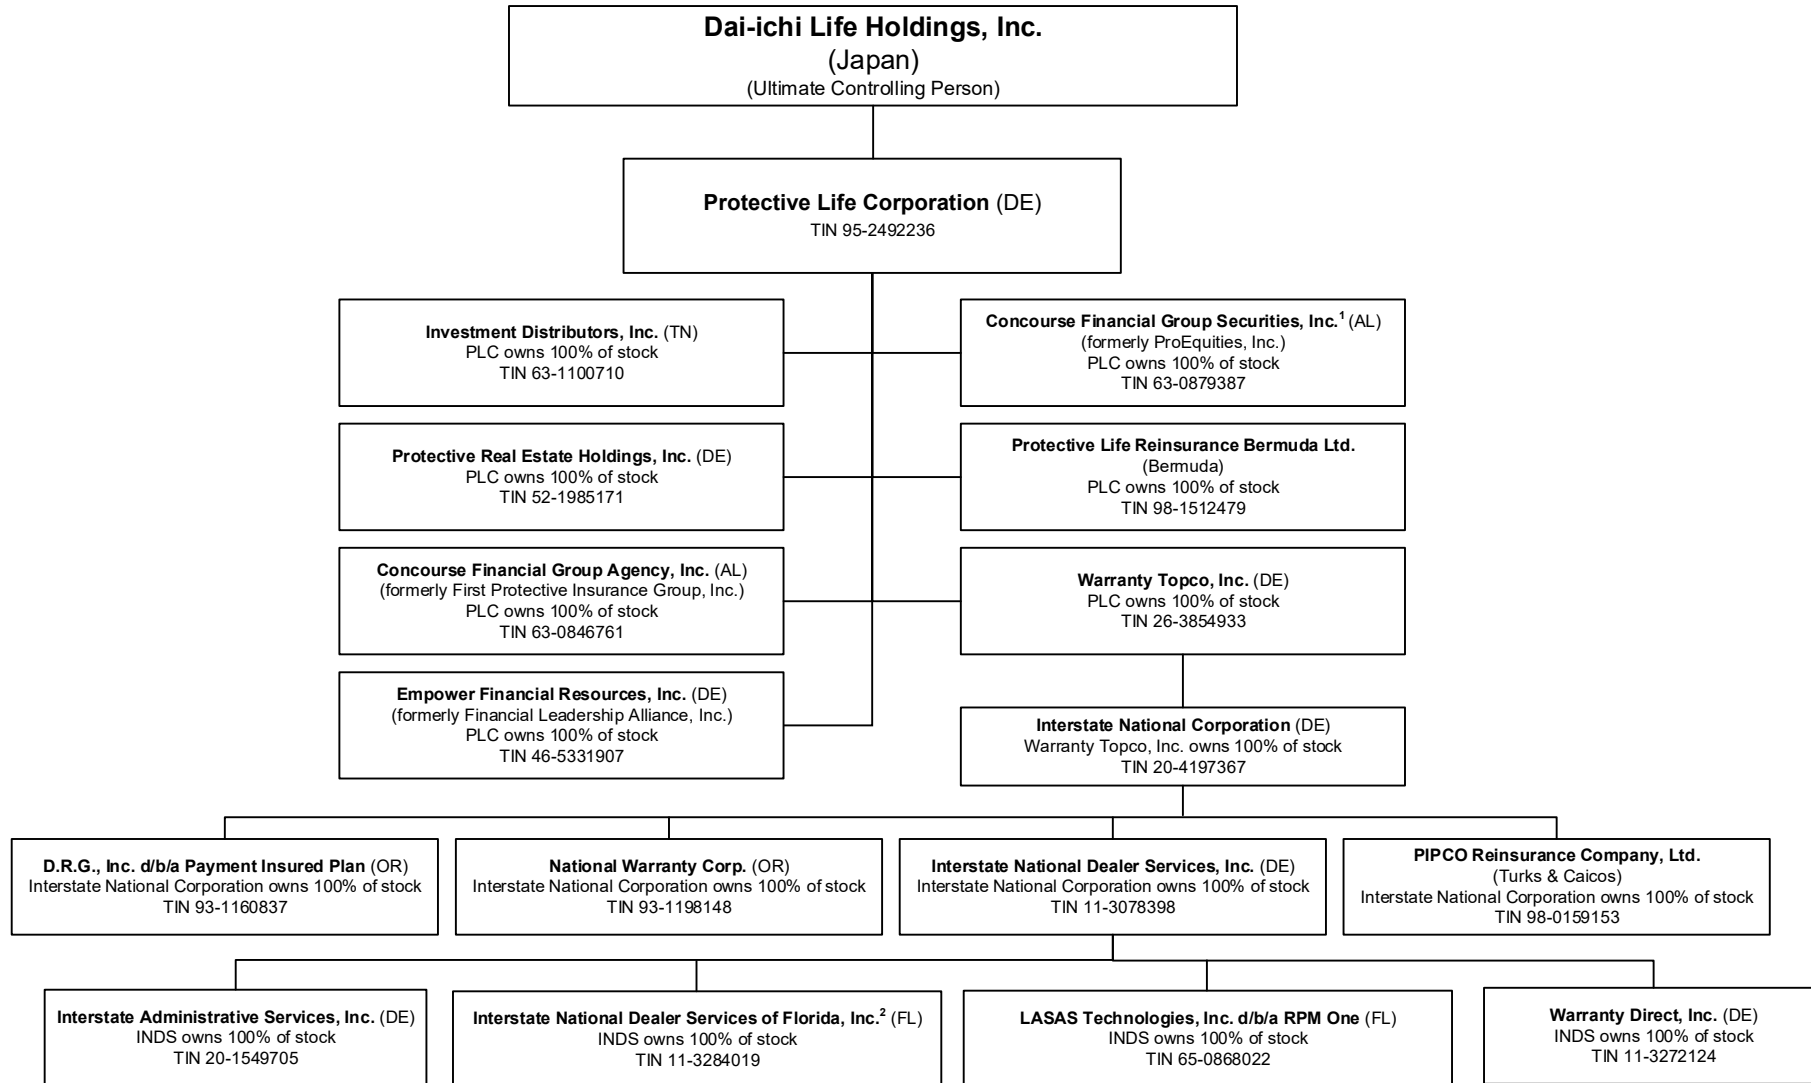 Dai-ichi Life Holdings, Inc.
(Japan)
(Ultimate Controlling Person)
Protective Life Corporation (DE)
TIN 95-2492236
Investment Distributors, Inc. (TN)
PLC owns 100% of stock
TIN 63-1100710
Concourse Financial Group Securities, Inc.¹ (AL)
(formerly ProEquities, Inc.)
PLC owns 100% of stock
TIN 63-0879387
Protective Real Estate Holdings, Inc. (DE)
PLC owns 100% of stock
TIN 52-1985171
Protective Life Reinsurance Bermuda Ltd.
(Bermuda)
PLC owns 100% of stock
TIN 98-1512479
Concourse Financial Group Agency, Inc. (AL)
(formerly First Protective Insurance Group, Inc.)
PLC owns 100% of stock
TIN 63-0846761
Warranty Topco, Inc. (DE)
PLC owns 100% of stock
TIN 26-3854933
Empower Financial Resources, Inc. (DE)
(formerly Financial Leadership Alliance, Inc.)
PLC owns 100% of stock
TIN 46-5331907
Interstate National Corporation (DE)
Warranty Topco, Inc. owns 100% of stock
TIN 20-4197367
D.R.G., Inc. d/b/a Payment Insured Plan (OR)
Interstate National Corporation owns 100% of stock
TIN 93-1160837
National Warranty Corp. (OR)
Interstate National Corporation owns 100% of stock
TIN 93-1198148
Interstate National Dealer Services, Inc. (DE)
Interstate National Corporation owns 100% of stock
TIN 11-3078398
PIPCO Reinsurance Company, Ltd.
(Turks & Caicos)
Interstate National Corporation owns 100% of stock
TIN 98-0159153
Interstate Administrative Services, Inc. (DE)
INDS owns 100% of stock
TIN 20-1549705
Interstate National Dealer Services of Florida, Inc.² (FL)
INDS owns 100% of stock
TIN 11-3284019
LASAS Technologies, Inc. d/b/a RPM One (FL)
INDS owns 100% of stock
TIN 65-0868022
Warranty Direct, Inc. (DE)
INDS owns 100% of stock
TIN 11-3272124